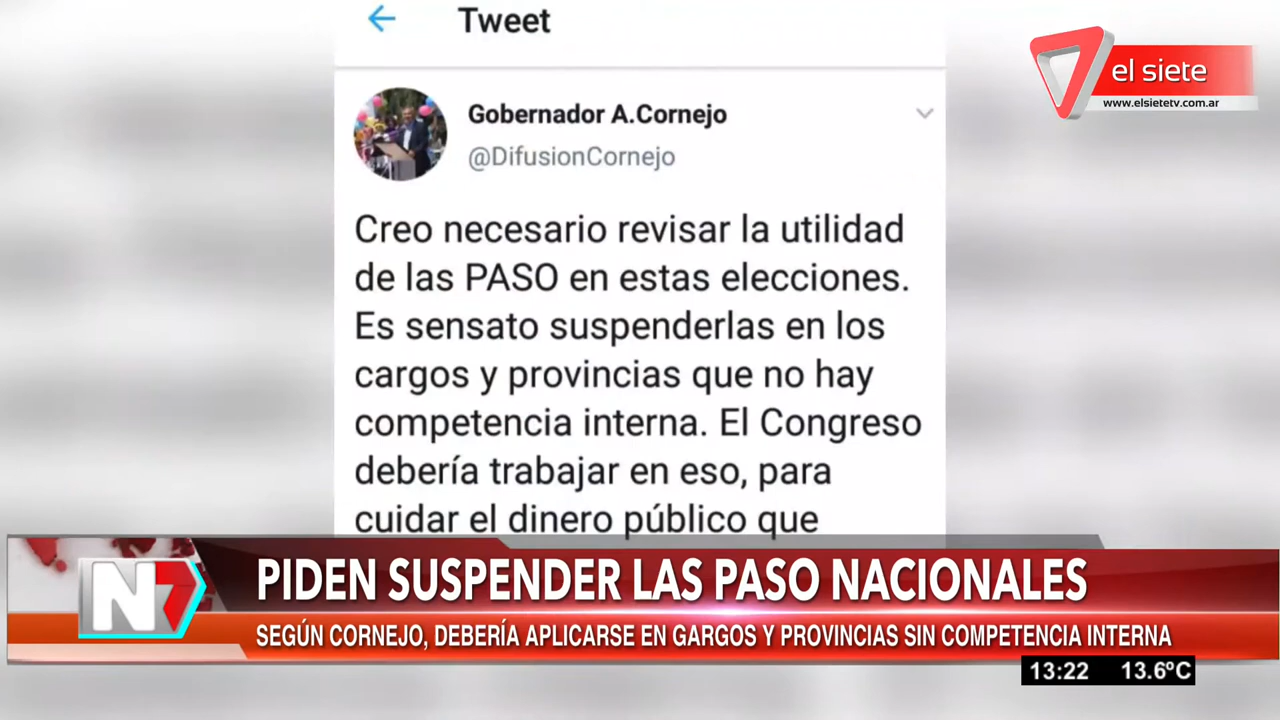 Tweet
el siete
www.elsietetv.com.ar
Gobernador A.Cornejo
@DifusionCornejo
Creo necesario revisar la utilidad
de las PASO en estas elecciones.
Es sensato suspenderlas en los
cargos y provincias que no hay
competencia interna. El Congreso
debería trabajar en eso, para
cuidar el dinero público que
N7
PIDEN SUSPENDER LAS PASO NACIONALES
SEGÚN CORNEJO, DEBERÍA APLICARSE EN GARGOS Y PROVINCIAS SIN COMPETENCIA INTERNA
13:22 13.6ºC